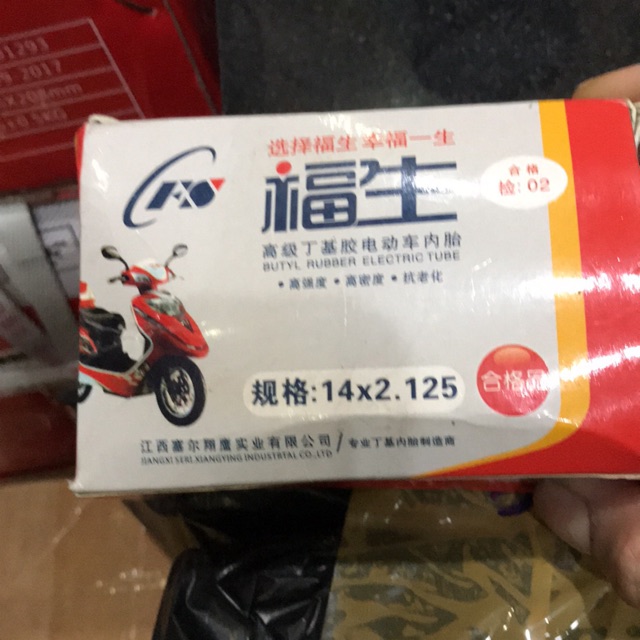 选择福生幸福一生
福生
合格
检:02
高级丁基胶电动车内胎
BUTYL RUBBER ELECTRIC TUBE
·高强度 ·高密度 ·抗老化
规格:14x2.125
合格品
江西塞尔翔鹰实业有限公司/专业丁基内胎制造商
JIANGXI SERLXIANGYING INDUSTRTAL CO.,LTD
2017